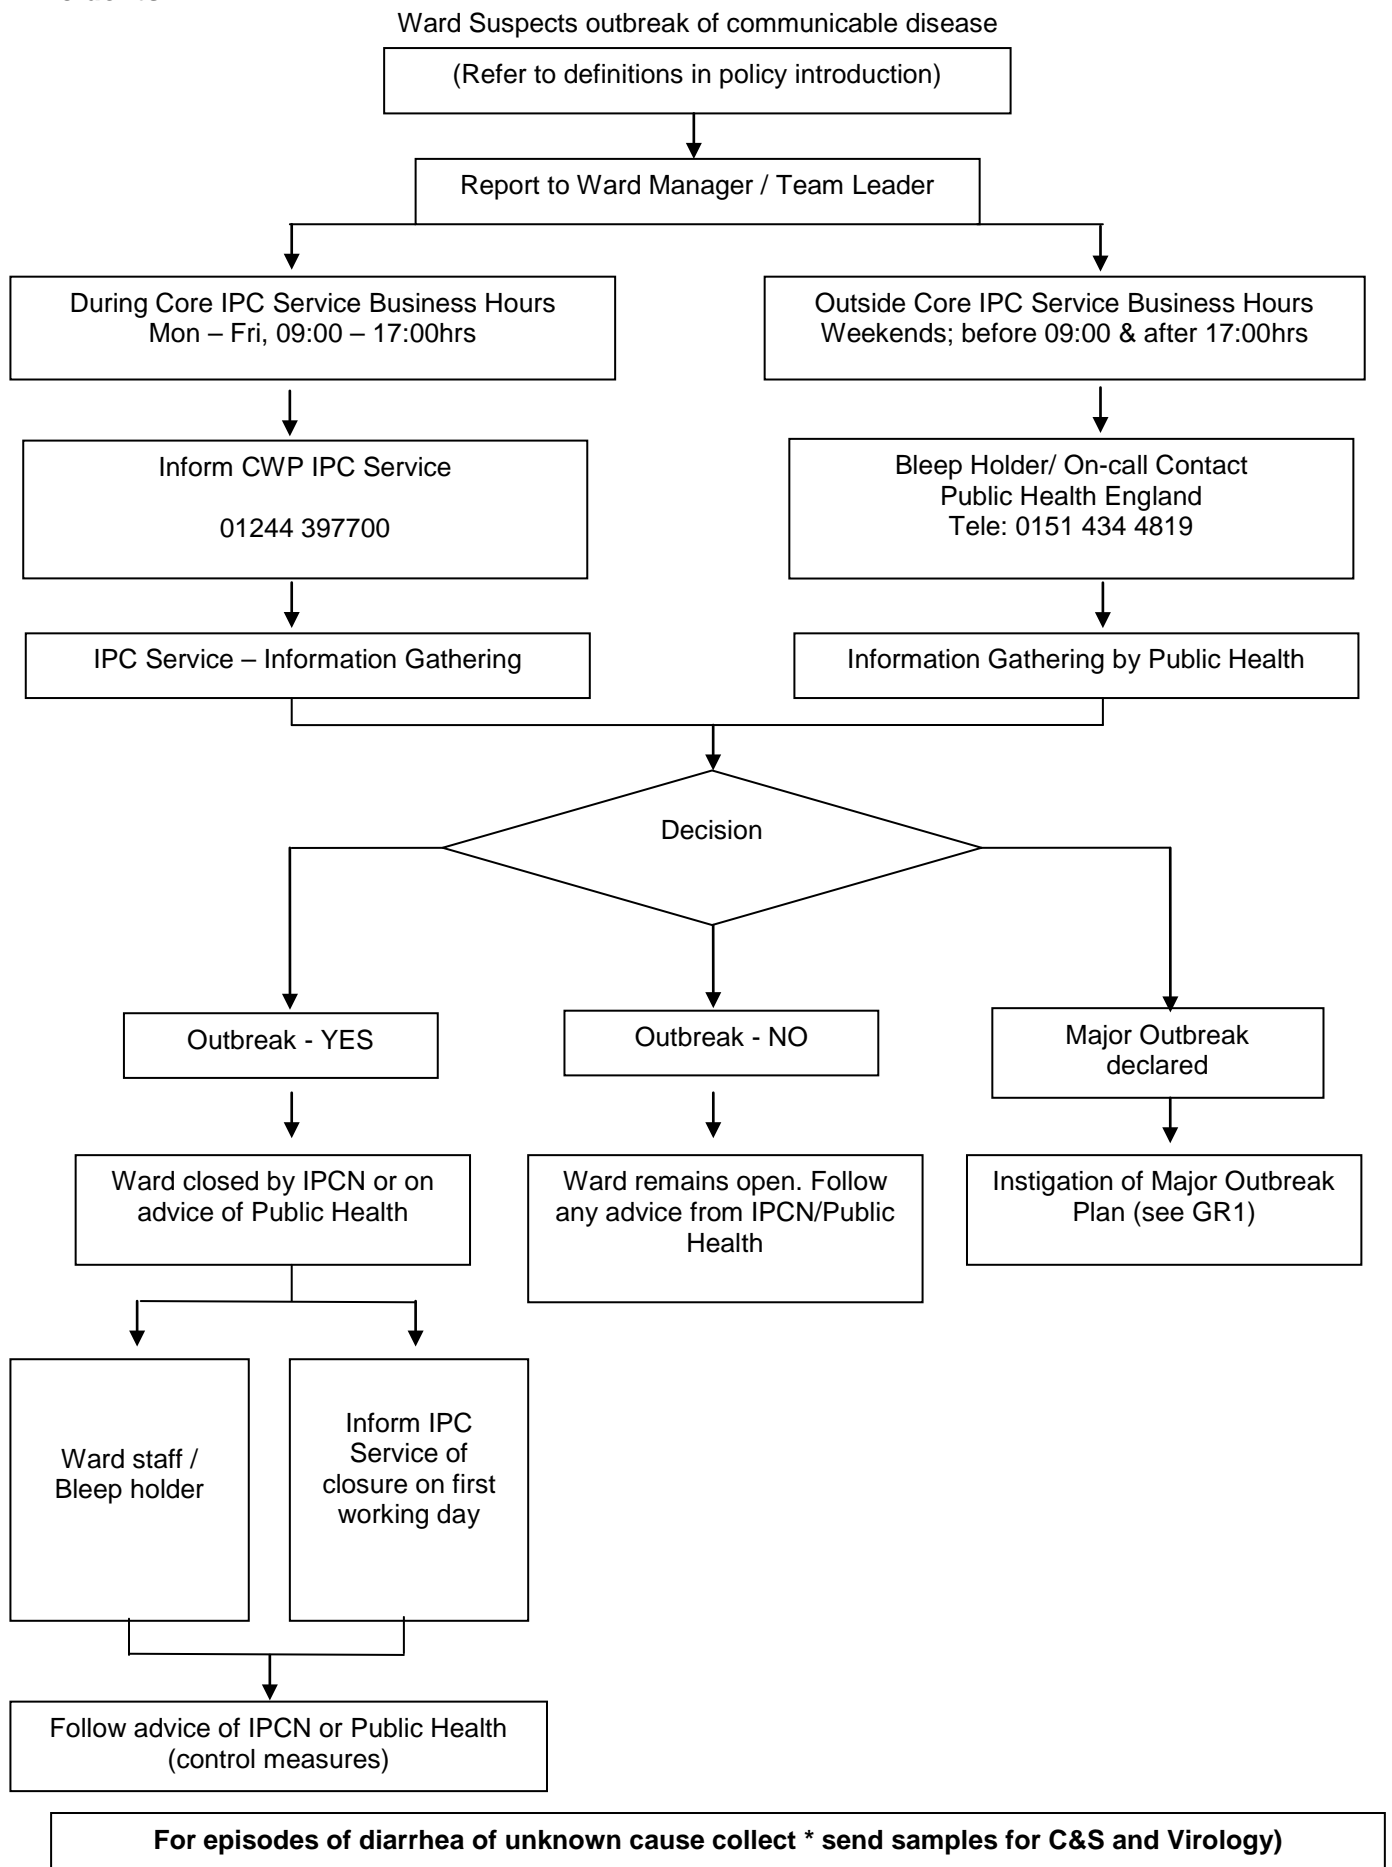 Ward Suspects outbreak of communicable disease
(Refer to definitions in policy introduction)
Report to Ward Manager / Team Leader
During Core IPC Service Business Hours
Mon – Fri, 09:00 – 17:00hrs
Outside Core IPC Service Business Hours
Weekends; before 09:00 & after 17:00hrs
Inform CWP IPC Service
01244 397700
Bleep Holder/ On-call Contact
Public Health England
Tele: 0151 434 4819
IPC Service – Information Gathering
Information Gathering by Public Health
Decision
Outbreak - YES
Outbreak - NO
Major Outbreak
declared
Ward closed by IPCN or on
advice of Public Health
Ward remains open. Follow
any advice from IPCN/Public
Health
Instigation of Major Outbreak
Plan (see GR1)
Ward staff /
Bleep holder
Inform IPC
Service of
closure on first
working day
Follow advice of IPCN or Public Health
(control measures)
For episodes of diarrhea of unknown cause collect * send samples for C&S and Virology)